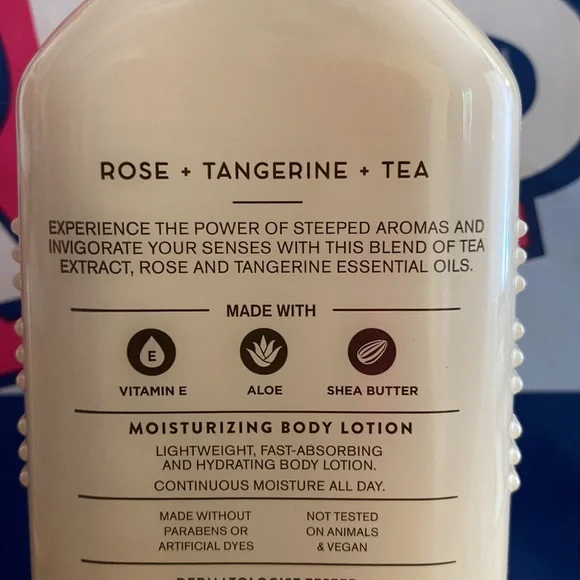 ROSE + TANGERINE + TEA
EXPERIENCE THE POWER OF STEEPED AROMAS AND
INVIGORATE YOUR SENSES WITH THIS BLEND OF TEA
EXTRACT, ROSE AND TANGERINE ESSENTIAL OILS.
MADE WITH
E
VITAMIN E ALOE SHEA BUTTER
MOISTURIZING BODY LOTION
LIGHTWEIGHT, FAST-ABSORBING
AND HYDRATING BODY LOTION.
CONTINUOUS MOISTURE ALL DAY.
MADE WITHOUT
PARABENS OR
ARTIFICIAL DYES
NOT TESTED
ON ANIMALS
& VEGAN
DERMATOLOGIST TESTED